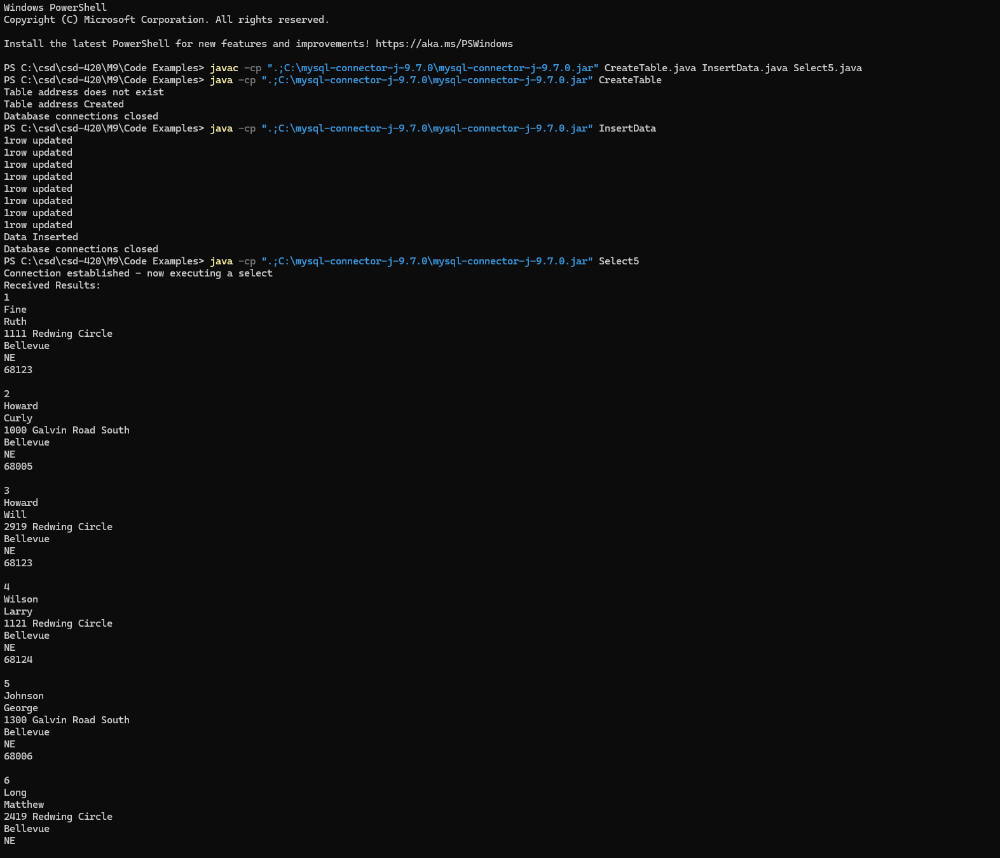 Windows PowerShell
Copyright (C) Microsoft Corporation. All rights reserved.
Install the latest PowerShell for new features and improvements! https://aka.ms/PSWindows
PS C:\csd\csd-420\M9\Code Examples> javac -cp ".;C:\mysql-connector-j-9.7.0\mysql-connector-j-9.7.0.jar" CreateTable.java InsertData.java Select5.java
PS C:\csd\csd-420\M9\Code Examples> java -cp ".;C:\mysql-connector-j-9.7.0\mysql-connector-j-9.7.0.jar" CreateTable
Table address does not exist
Table address Created
Database connections closed
PS C:\csd\csd-420\M9\Code Examples> java -cp ".;C:\mysql-connector-j-9.7.0\mysql-connector-j-9.7.0.jar" InsertData
1row updated
1row updated
1row updated
1row updated
1row updated
1row updated
1row updated
1row updated
Data Inserted
Database connections closed
PS C:\csd\csd-420\M9\Code Examples> java -cp ".;C:\mysql-connector-j-9.7.0\mysql-connector-j-9.7.0.jar" Select5
Connection established - now executing a select
Received Results:
1
Fine
Ruth
1111 Redwing Circle
Bellevue
NE
68123
2
Howard
Curly
1000 Galvin Road South
Bellevue
NE
68005
3
Howard
Will
2919 Redwing Circle
Bellevue
NE
68123
4
Wilson
Larry
1121 Redwing Circle
Bellevue
NE
68124
5
Johnson
George
1300 Galvin Road South
Bellevue
NE
68006
6
Long
Matthew
2419 Redwing Circle
Bellevue
NE